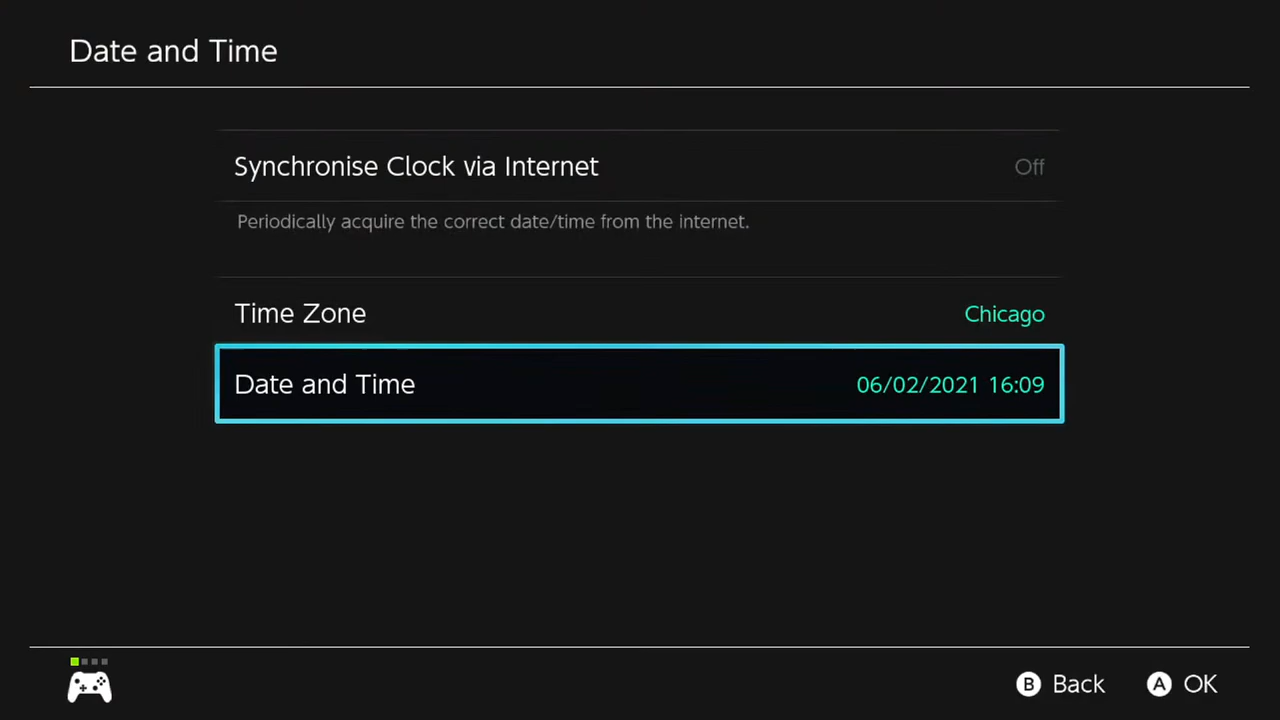 Date and Time
Synchronise Clock via Internet Off
Periodically acquire the correct date/time from the internet.
Time Zone Chicago
Date and Time 06/02/2021 16:09
B Back A OK